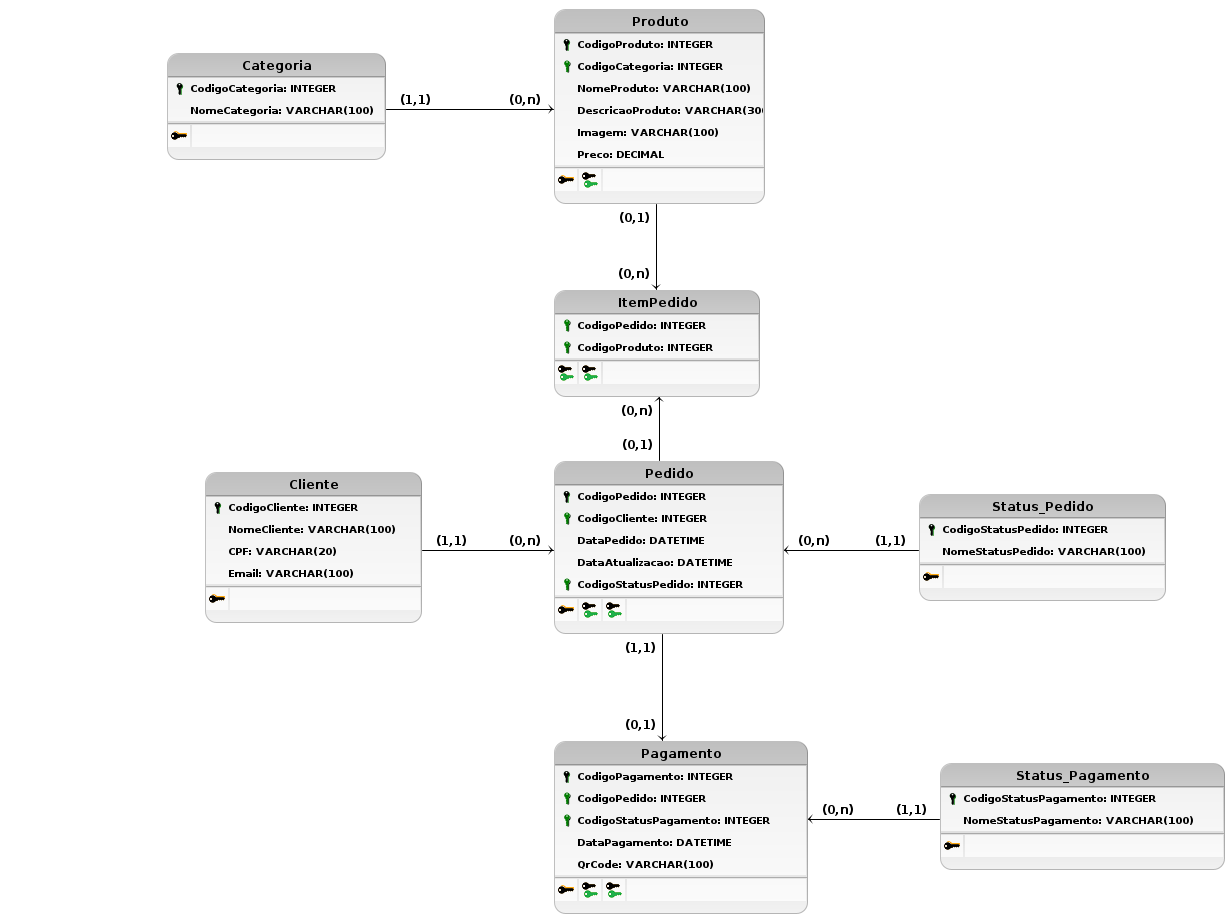 Produto
CodigoProduto: INTEGER
CodigoCategoria: INTEGER
NomeProduto: VARCHAR(100)
DescricaoProduto: VARCHAR(30
Imagem: VARCHAR(100)
Preco: DECIMAL
Categoria
CodigoCategoria: INTEGER
NomeCategoria: VARCHAR(100)
(1,1)
(0,n)
(0,1)
(0,n)
ItemPedido
CodigoPedido: INTEGER
CodigoProduto: INTEGER
(0,n)
(0,1)
Cliente
CodigoCliente: INTEGER
NomeCliente: VARCHAR(100)
CPF: VARCHAR(20)
Email: VARCHAR(100)
(1,1)
(0,n)
Pedido
CodigoPedido: INTEGER
CodigoCliente: INTEGER
DataPedido: DATETIME
DataAtualizacao: DATETIME
CodigoStatusPedido: INTEGER
(0,n)
(1,1)
Status_Pedido
CodigoStatusPedido: INTEGER
NomeStatusPedido: VARCHAR(100)
(1,1)
(0,1)
Pagamento
CodigoPagamento: INTEGER
CodigoPedido: INTEGER
CodigoStatusPagamento: INTEGER
DataPagamento: DATETIME
QrCode: VARCHAR(100)
(0,n)
(1,1)
Status_Pagamento
CodigoStatusPagamento: INTEGER
NomeStatusPagamento: VARCHAR(100)